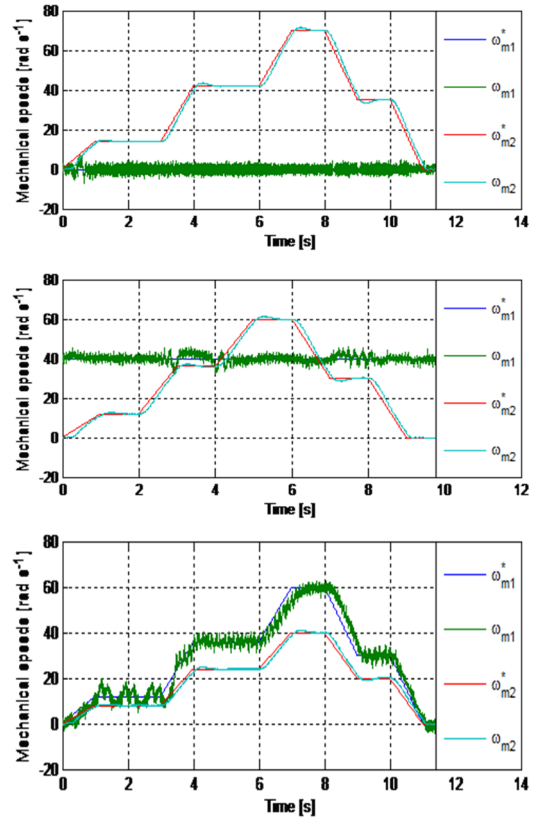 Mechanical speeds [rad s⁻¹]
80
60
40
20
0
-20
0 2 4 6 8 10 12 14
Time [s]
ω*m1
ωm1
ω*m2
ωm2
Mechanical speeds [rad s⁻¹]
80
60
40
20
0
-20
0 2 4 6 8 10 12
Time [s]
ω*m1
ωm1
ω*m2
ωm2
Mechanical speeds [rad s⁻¹]
80
60
40
20
0
-20
0 2 4 6 8 10 12 14
Time [s]
ω*m1
ωm1
ω*m2
ωm2